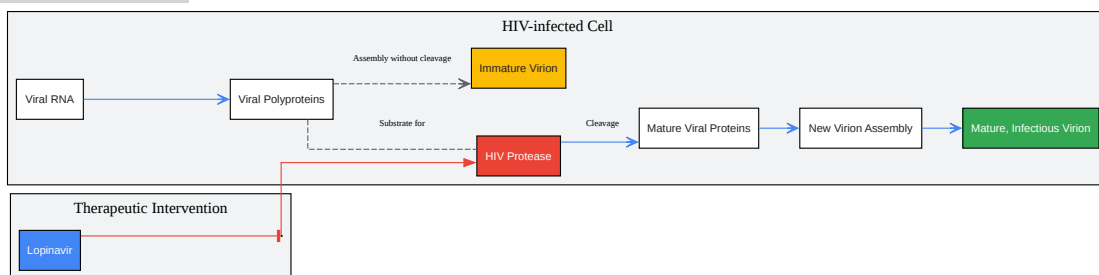 HIV-infected Cell
Assembly without cleavage
Immature Virion
Viral RNA
Viral Polyproteins
Substrate for
Cleavage
HIV Protease
Mature Viral Proteins
New Virion Assembly
Mature, Infectious Virion
Therapeutic Intervention
Lopinavir